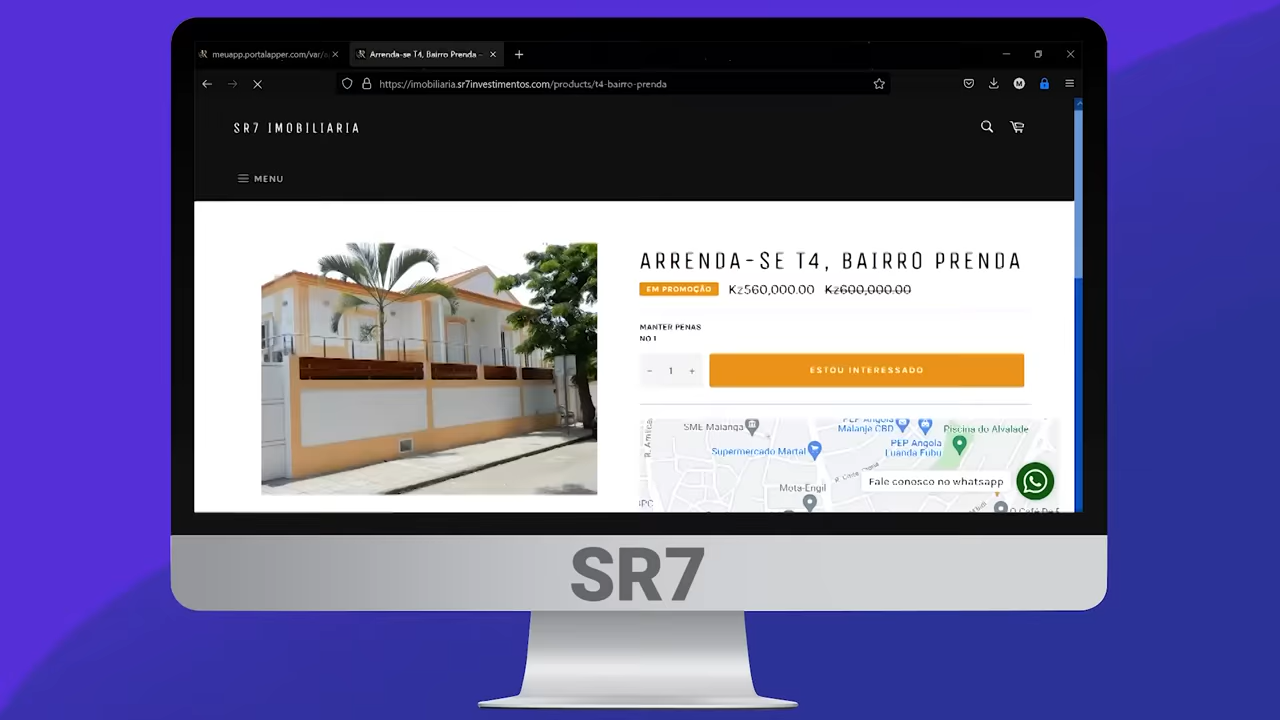 meuapp.portalapper.com/var/
Arrenda-se T4, Bairro Prenda –
https://imobiliaria.sr7investimentos.com/products/t4-bairro-prenda
SR7 IMOBILIARIA
MENU
ARRENDA-SE T4, BAIRRO PRENDA
EM PROMOÇÃO Kz560,000.00 Kz600,000.00
MANTER PENAS
NO 1
− 1 +
ESTOU INTERESSADO
SME Maianga
PEP Angola
Malanje CBD
Piscina do Alvalade
Supermercado Martal
PEP Angola
Luanda Fubu
Mota-Engil
Fale conosco no whatsapp
SR7